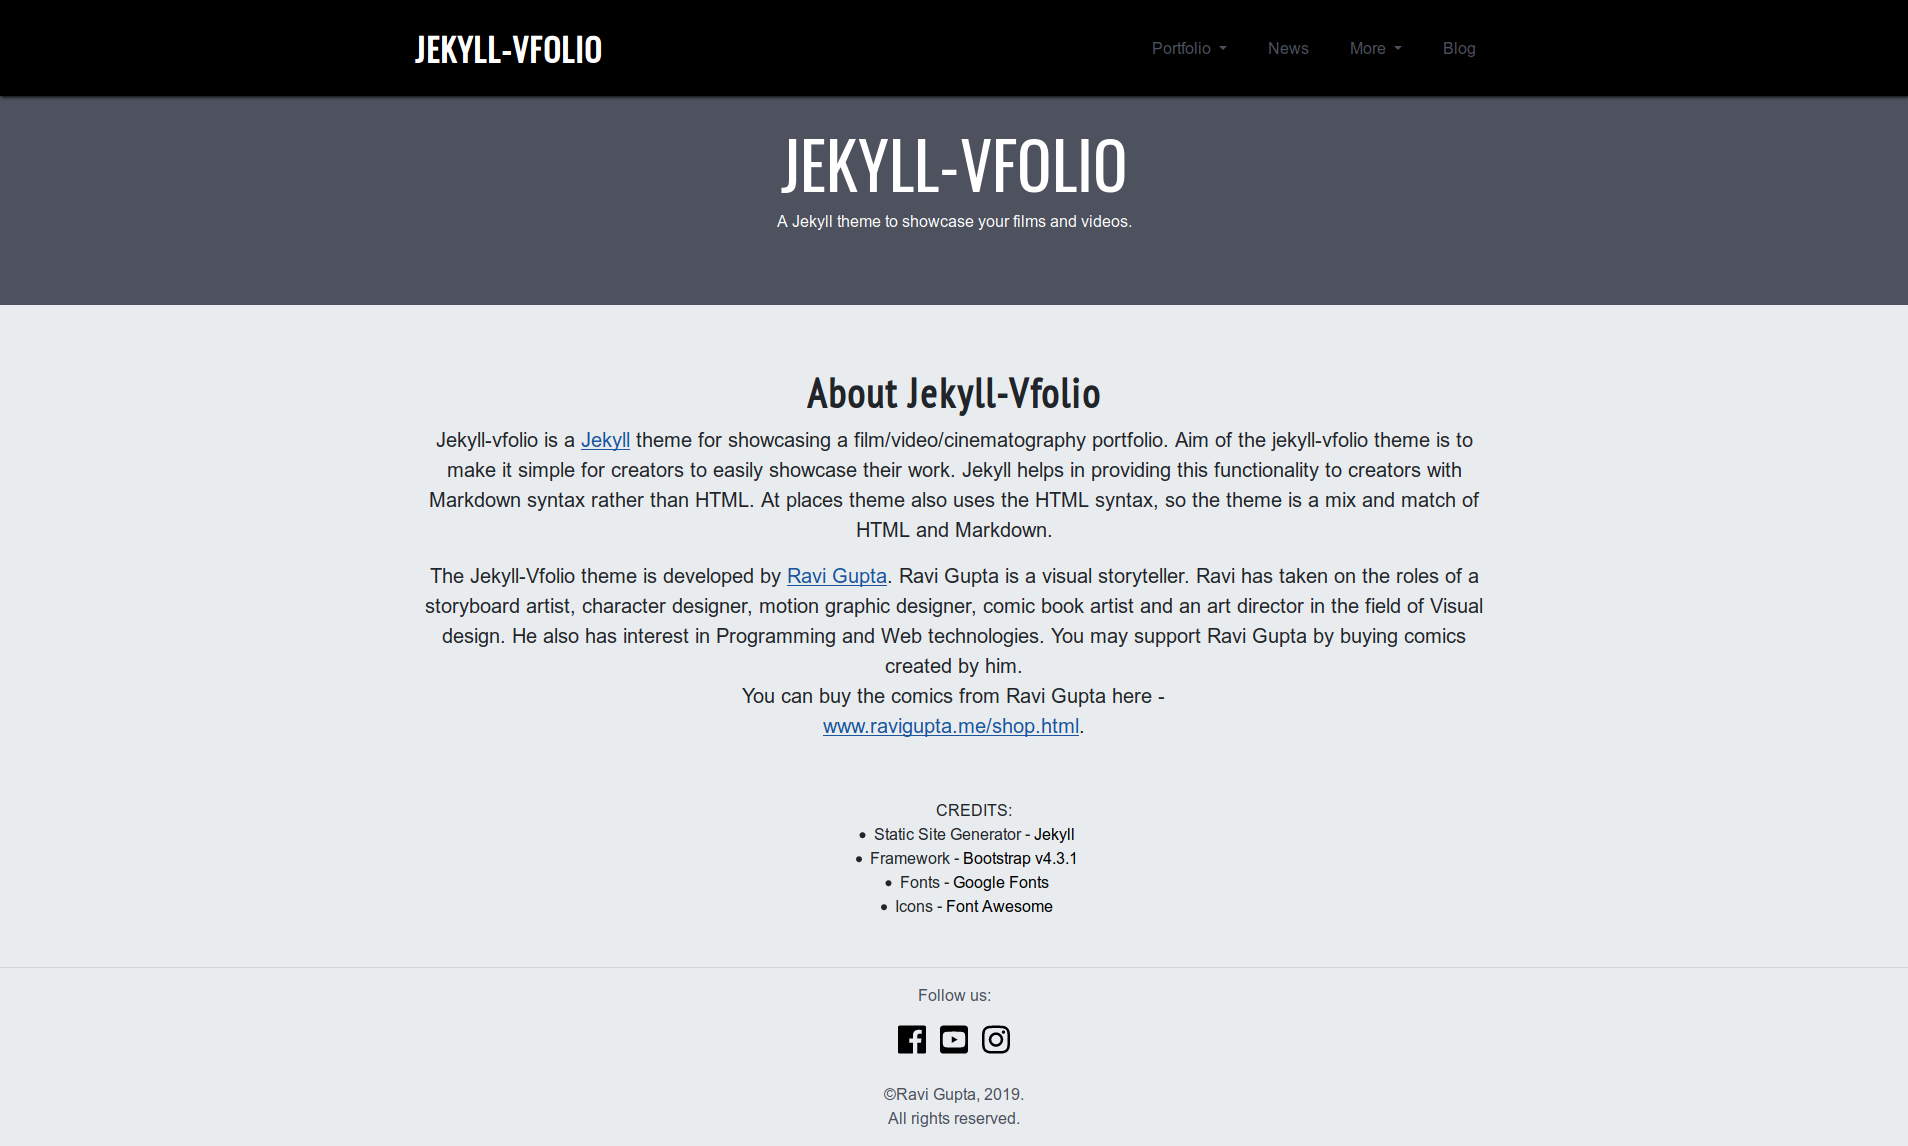 JEKYLL-VFOLIO
Portfolio News More Blog
JEKYLL-VFOLIO
A Jekyll theme to showcase your films and videos.
About Jekyll-Vfolio
Jekyll-vfolio is a Jekyll theme for showcasing a film/video/cinematography portfolio. Aim of the jekyll-vfolio theme is to
make it simple for creators to easily showcase their work. Jekyll helps in providing this functionality to creators with
Markdown syntax rather than HTML. At places theme also uses the HTML syntax, so the theme is a mix and match of
HTML and Markdown.
The Jekyll-Vfolio theme is developed by Ravi Gupta. Ravi Gupta is a visual storyteller. Ravi has taken on the roles of a
storyboard artist, character designer, motion graphic designer, comic book artist and an art director in the field of Visual
design. He also has interest in Programming and Web technologies. You may support Ravi Gupta by buying comics
created by him.
You can buy the comics from Ravi Gupta here -
www.ravigupta.me/shop.html.
CREDITS:
• Static Site Generator - Jekyll
• Framework - Bootstrap v4.3.1
• Fonts - Google Fonts
• Icons - Font Awesome
Follow us:
©Ravi Gupta, 2019.
All rights reserved.